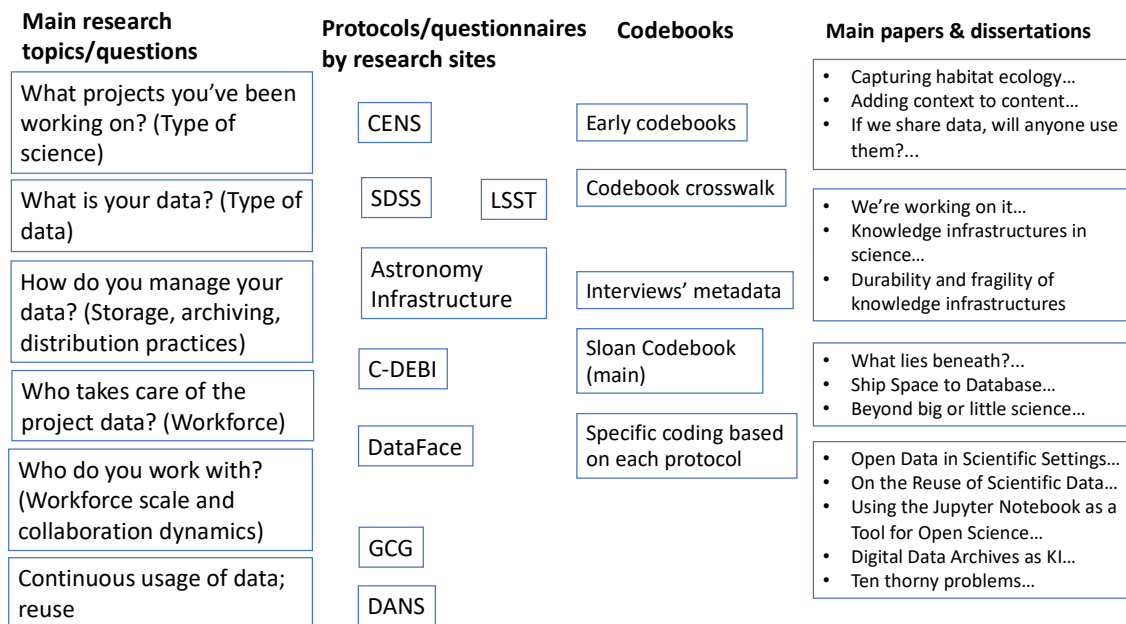 Main research
topics/questions
What projects you’ve been
working on? (Type of
science)
What is your data? (Type of
data)
How do you manage your
data? (Storage, archiving,
distribution practices)
Who takes care of the
project data? (Workforce)
Who do you work with?
(Workforce scale and
collaboration dynamics)
Continuous usage of data;
reuse
Protocols/questionnaires
by research sites
CENS
SDSS
LSST
Astronomy
Infrastructure
C-DEBI
DataFace
GCG
DANS
Codebooks
Early codebooks
Codebook crosswalk
Interviews’ metadata
Sloan Codebook
(main)
Specific coding based
on each protocol
Main papers & dissertations
• Capturing habitat ecology…
• Adding context to content…
• If we share data, will anyone use
them?...
• We’re working on it…
• Knowledge infrastructures in
science…
• Durability and fragility of
knowledge infrastructures
• What lies beneath?...
• Ship Space to Database…
• Beyond big or little science…
• Open Data in Scientific Settings…
• On the Reuse of Scientific Data…
• Using the Jupyter Notebook as a
Tool for Open Science…
• Digital Data Archives as KI…
• Ten thorny problems…